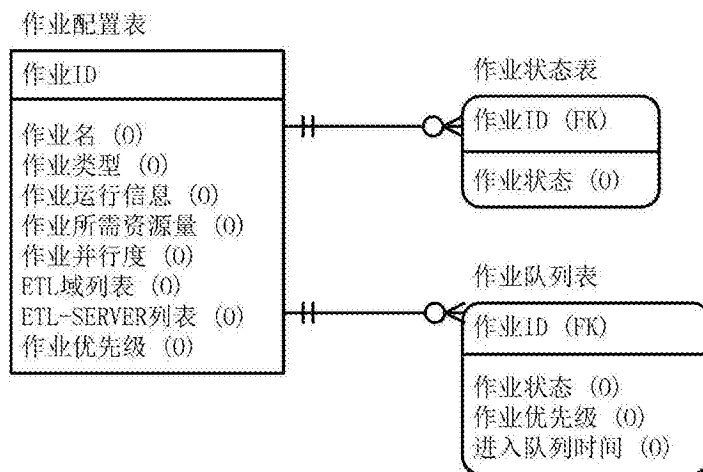 作业配置表
作业ID
作业名 (O)
作业类型 (O)
作业运行信息 (O)
作业所需资源量 (O)
作业并行度 (O)
ETL域列表 (O)
ETL-SERVER列表 (O)
作业优先级 (O)
作业状态表
作业ID (FK)
作业状态 (O)
作业队列表
作业ID (FK)
作业状态 (O)
作业优先级 (O)
进入队列时间 (O)